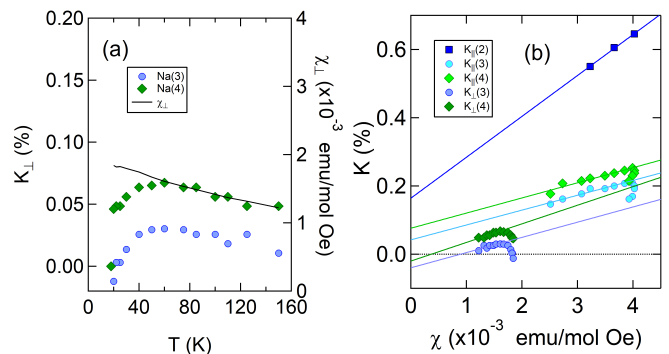 (a)
0.20
0.15
0.10
0.05
0.00
K⊥ (%)
Na(3)
Na(4)
χ⊥
4
3
2
1
0
χ⊥ (x10⁻³ emu/mol Oe)
0
40
80
120
160
T (K)
(b)
0.6
0.4
0.2
0.0
K (%)
K∥(2)
K∥(3)
K∥(4)
K⊥(3)
K⊥(4)
0
1
2
3
4
χ (x10⁻³ emu/mol Oe)